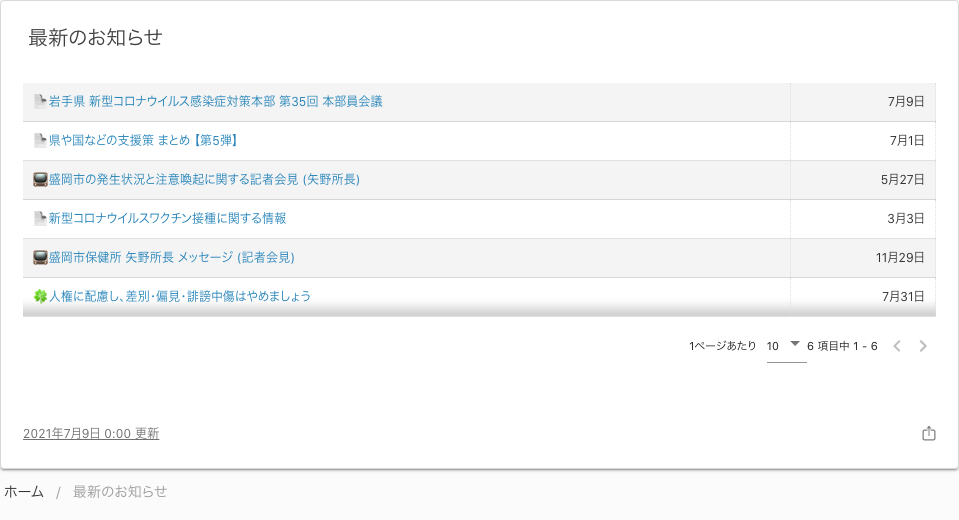 最新のお知らせ
岩手県 新型コロナウイルス感染症対策本部 第35回 本部員会議 7月9日
県や国などの支援策 まとめ【第5弾】 7月1日
盛岡市の発生状況と注意喚起に関する記者会見 (矢野所長) 5月27日
新型コロナウイルスワクチン接種に関する情報 3月3日
盛岡市保健所 矢野所長 メッセージ (記者会見) 11月29日
人権に配慮し、差別・偏見・誹謗中傷はやめましょう 7月31日
1ページあたり 10 6 項目中 1 - 6
2021年7月9日 0:00 更新
ホーム / 最新のお知らせ